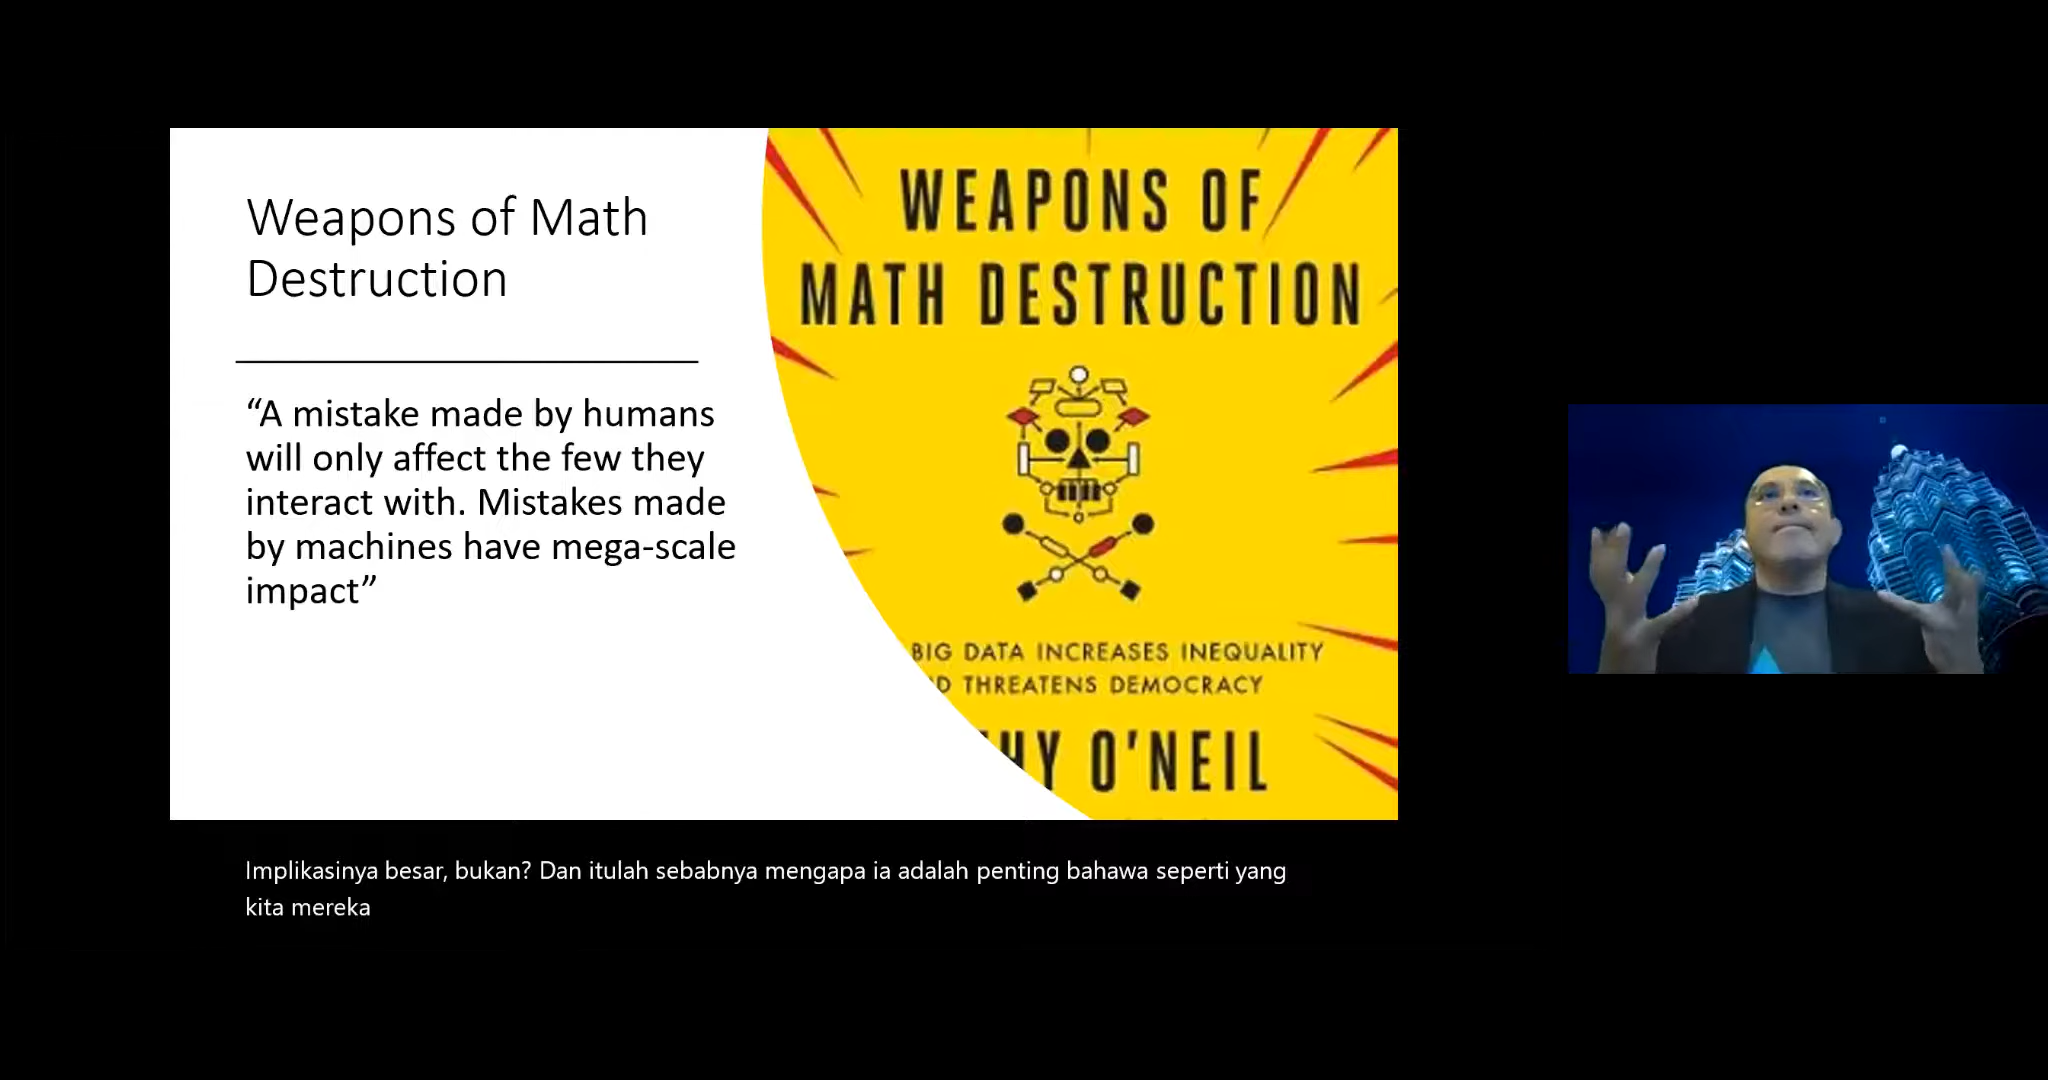 Weapons of Math
Destruction
“A mistake made by humans
will only affect the few they
interact with. Mistakes made
by machines have mega-scale
impact”
WEAPONS OF
MATH DESTRUCTION
BIG DATA INCREASES INEQUALITY
THREATENS DEMOCRACY
O'NEIL
Implikasinya besar, bukan? Dan itulah sebabnya mengapa ia adalah penting bahawa seperti yang
kita mereka